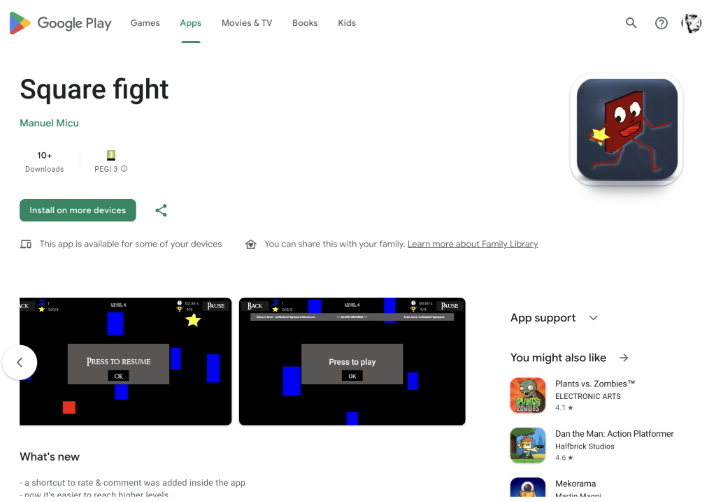 Google Play
Games
Apps
Movies & TV
Books
Kids
Square fight
Manuel Micu
10+
Downloads
3
PEGI 3
Install on more devices
This app is available for some of your devices
You can share this with your family. Learn more about Family Library
BACK
LEVEL 4
PAUSE
1
0/0/2
PRESS TO RESUME
OK
BACK
LEVEL 4
PAUSE
Press to play
OK
App support
You might also like
Plants vs. Zombies™
ELECTRONIC ARTS
4.1 ★
Dan the Man: Action Platformer
Halfbrick Studios
4.6 ★
Mekorama
Martin Magni
What's new
- a shortcut to rate & comment was added inside the app
- now it's easier to reach higher levels